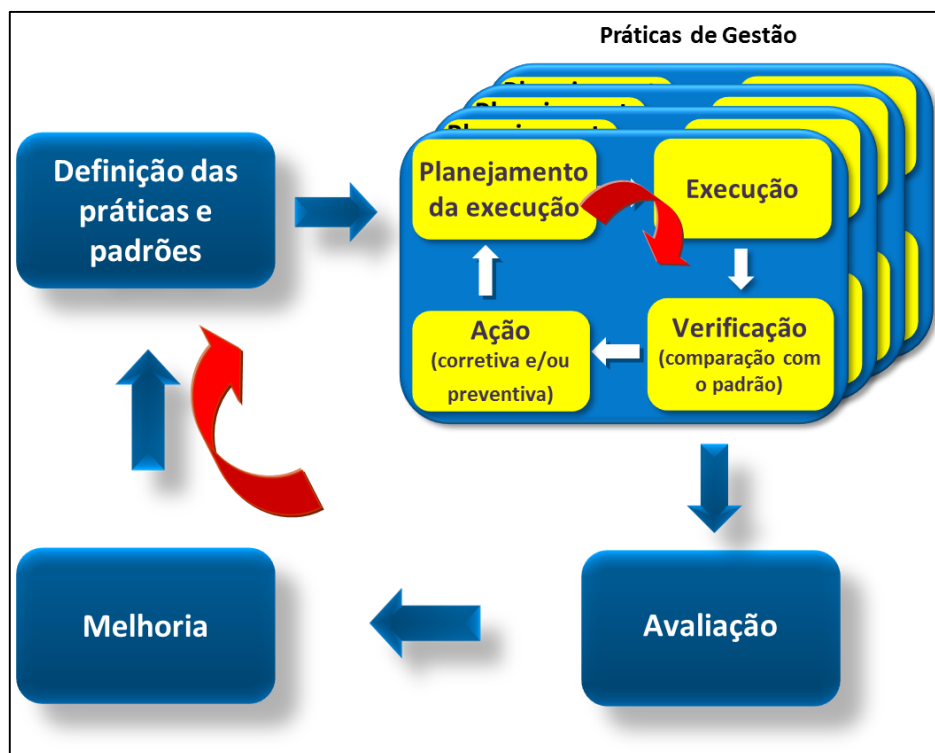 Práticas de Gestão
Definição das
práticas e
padrões
Planejamento
da execução
Execução
Ação
(corretiva e/ou
preventiva)
Verificação
(comparação com
o padrão)
Melhoria
Avaliação